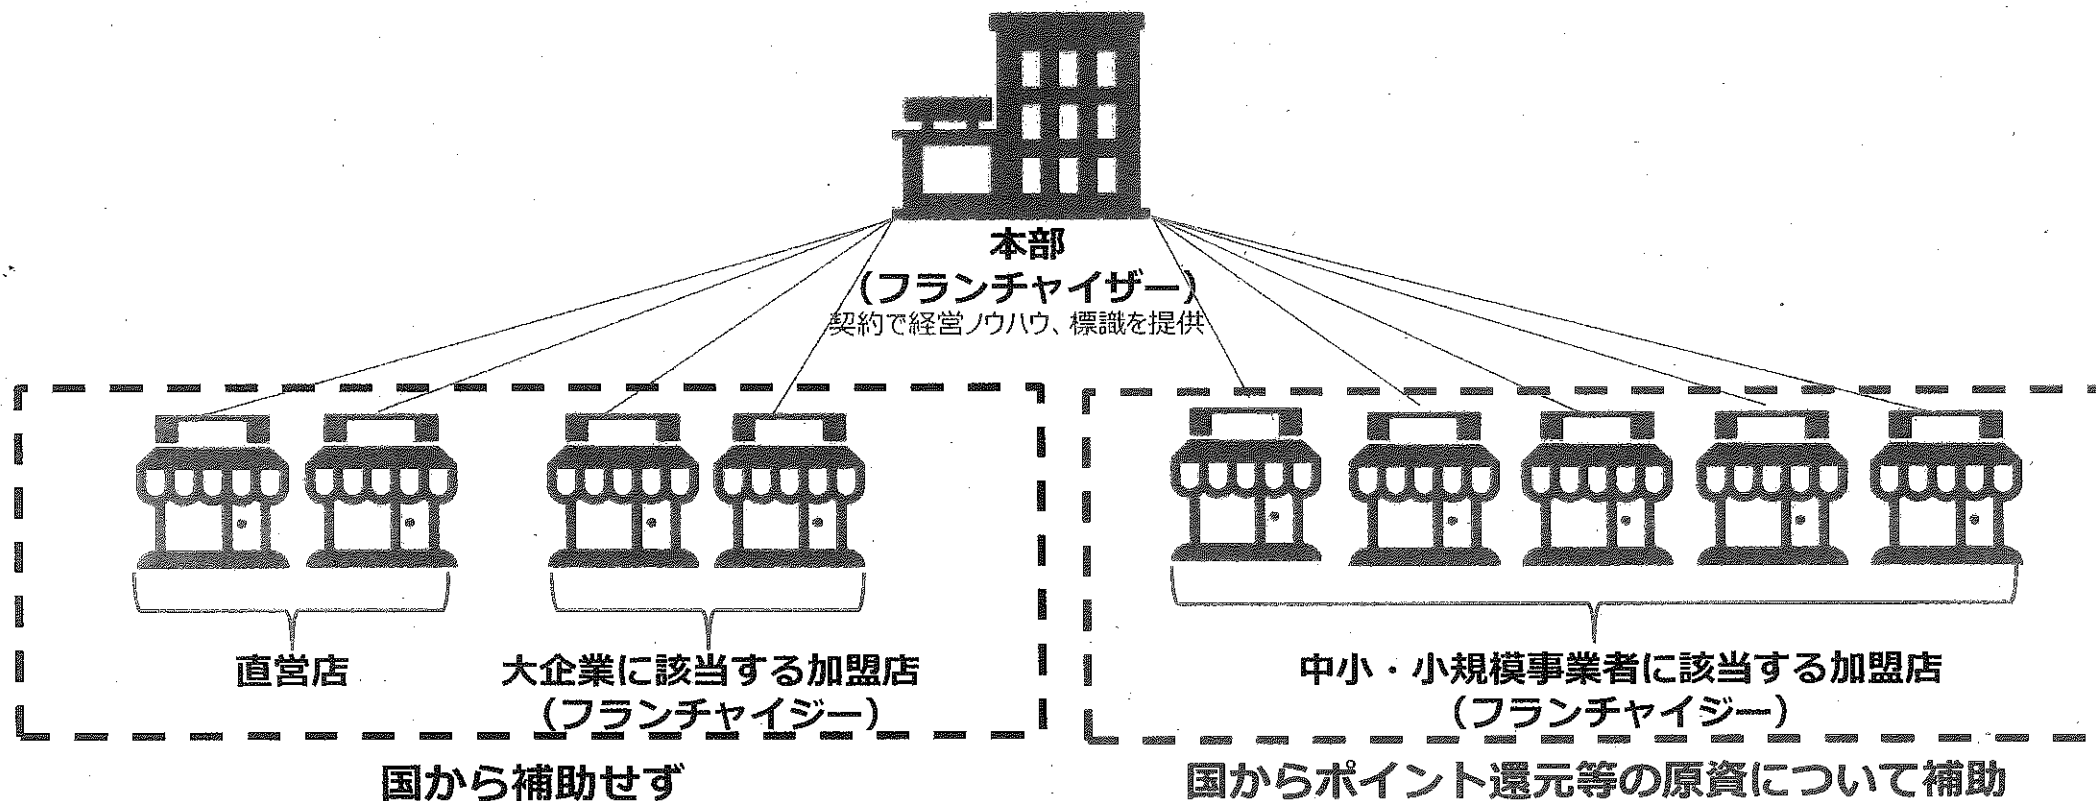 本部
（フランチャイザー）
契約で経営ノウハウ、標識を提供
直営店
大企業に該当する加盟店
（フランチャイジー）
国から補助せず
中小・小規模事業者に該当する加盟店
（フランチャイジー）
国からポイント還元等の原資について補助